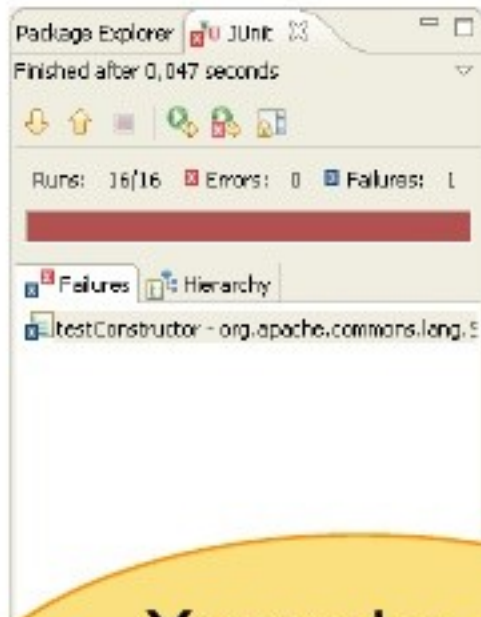 Package Explorer JUnit
Finished after 0,047 seconds
Runs: 16/16 Errors: 0 Failures: 1
Failures Hierarchy
testConstructor - org.apache.commons.lang.S